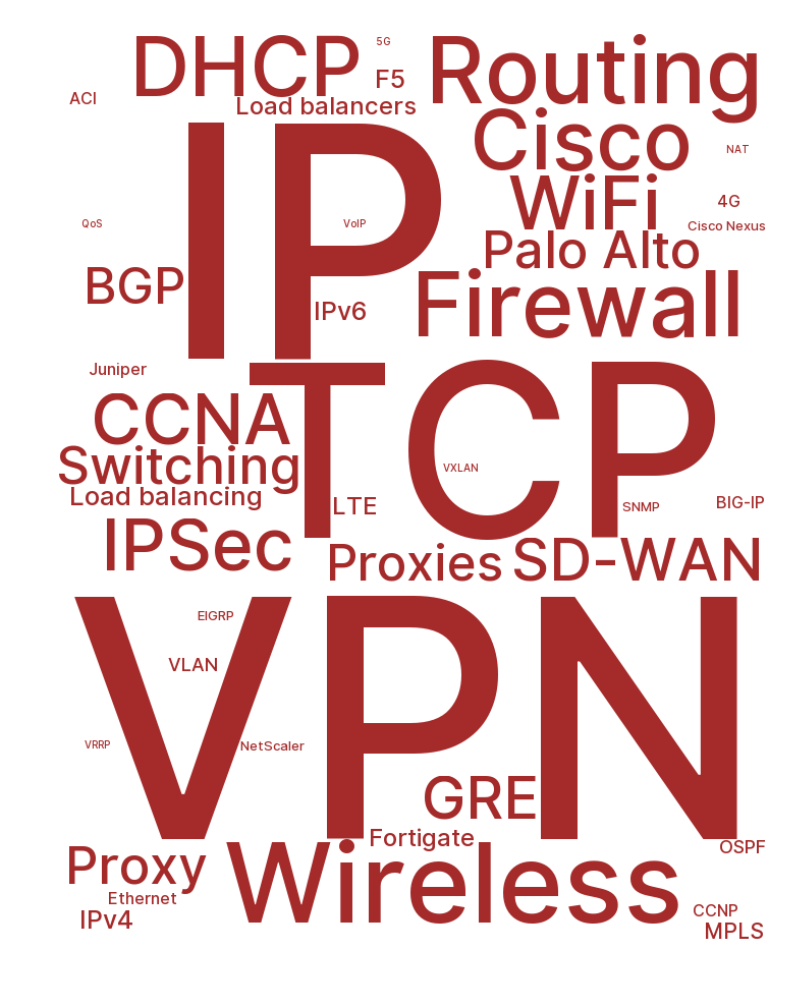 5G
DHCP
Routing
F5
ACI
Load balancers
Cisco
NAT
IP
WiFi
4G
QoS
VoIP
Cisco Nexus
Palo Alto
BGP
Firewall
IPv6
Juniper
TCP
CCNA
Switching
VXLAN
Load balancing
LTE
SNMP
BIG-IP
IPSec
Proxies
SD-WAN
EIGRP
VLAN
VPN
VRRP
NetScaler
GRE
Fortigate
OSPF
Proxy
Wireless
Ethernet
CCNP
IPv4
MPLS